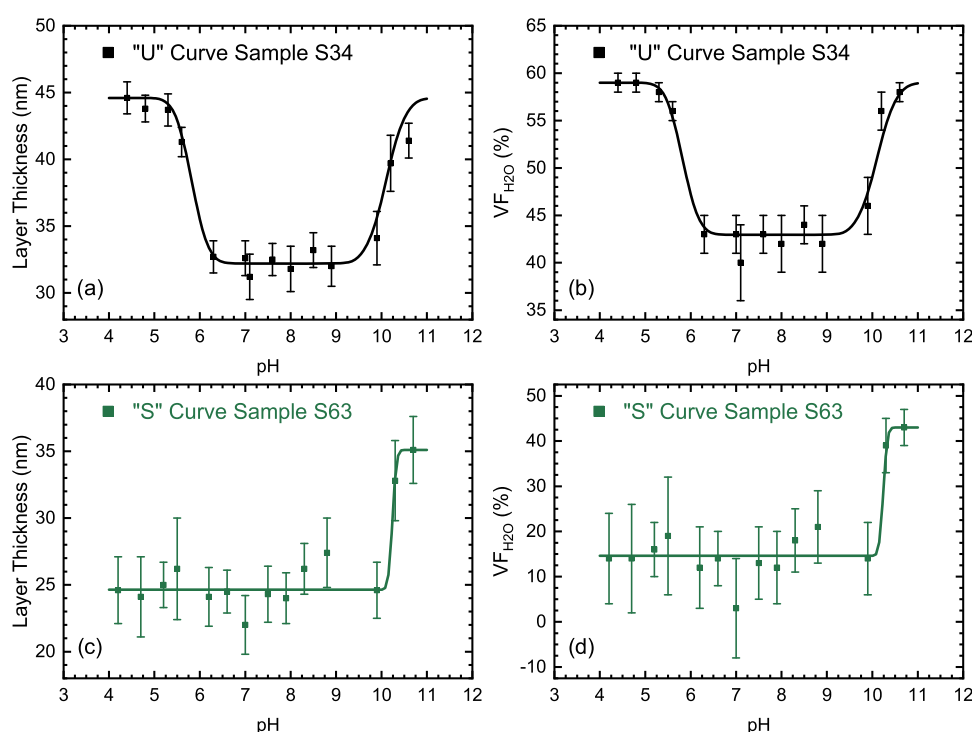 "U" Curve Sample S34
Layer Thickness (nm)
50
45
40
35
30
(a)
3 4 5 6 7 8 9 10 11 12
pH
"U" Curve Sample S34
VF_H2O (%)
65
60
55
50
45
40
35
(b)
3 4 5 6 7 8 9 10 11 12
pH
"S" Curve Sample S63
Layer Thickness (nm)
40
35
30
25
20
(c)
3 4 5 6 7 8 9 10 11 12
pH
"S" Curve Sample S63
VF_H2O (%)
50
40
30
20
10
0
-10
(d)
3 4 5 6 7 8 9 10 11 12
pH